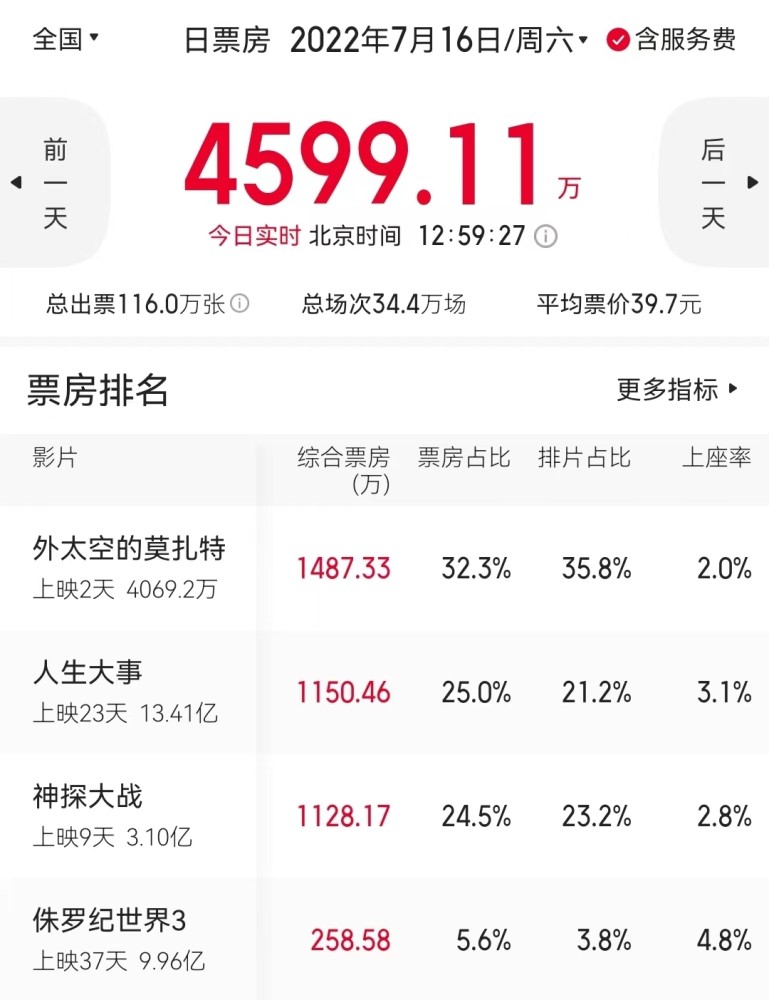 全国 日票房 2022年7月16日/周六 含服务费
前一天
4599.11万
后一天
今日实时 北京时间 12:59:27
总出票116.0万张 总场次34.4万场 平均票价39.7元
票房排名 更多指标
影片 综合票房(万) 票房占比 排片占比 上座率
外太空的莫扎特 1487.33 32.3% 35.8% 2.0%
上映2天 4069.2万
人生大事 1150.46 25.0% 21.2% 3.1%
上映23天 13.41亿
神探大战 1128.17 24.5% 23.2% 2.8%
上映9天 3.10亿
侏罗纪世界3 258.58 5.6% 3.8% 4.8%
上映37天 9.96亿